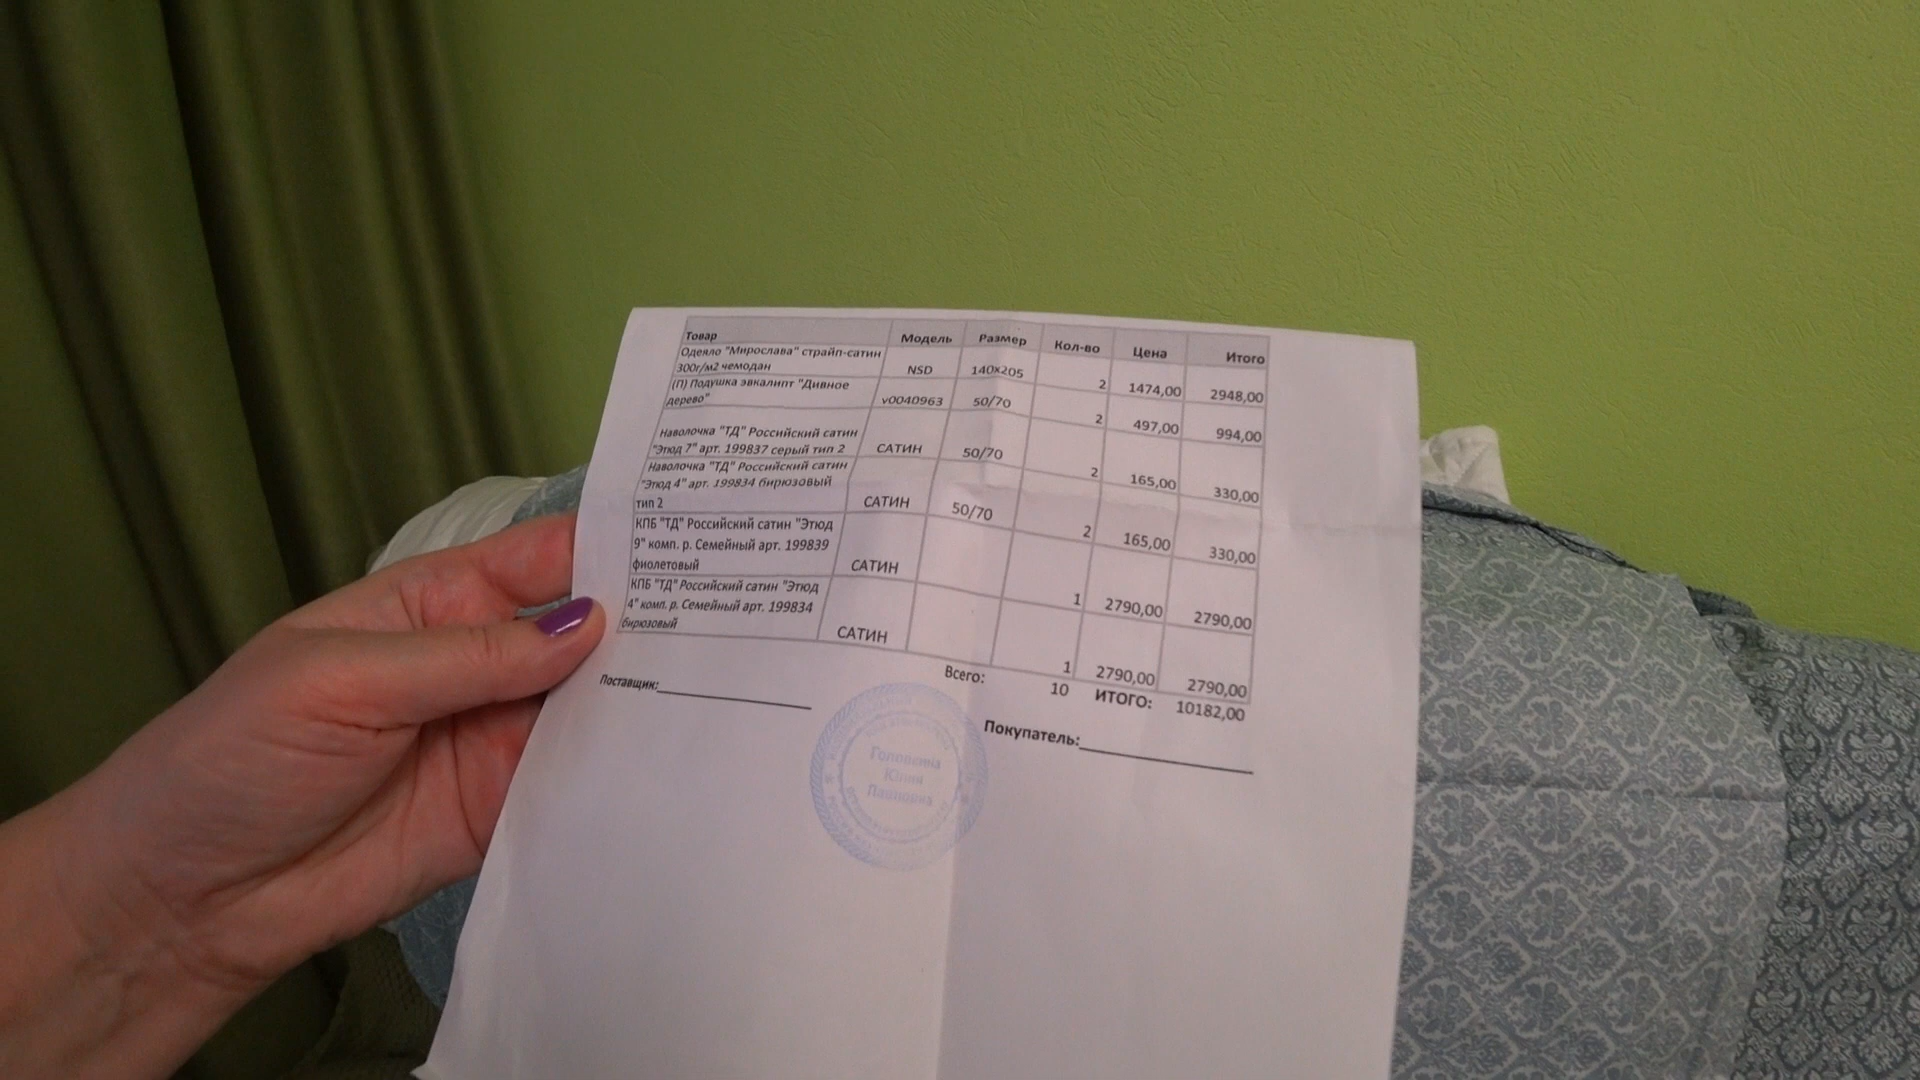 Товар Модель Размер Кол-во Цена Итого
Одеяло "Мирослава" страйп-сатин
300г/м2 чемодан NSD 140х205 2 1474,00 2948,00
(П) Подушка эвкалипт "Дивное
дерево" v0040963 50/70 2 497,00 994,00
Наволочка "ТД" Российский сатин
"Этюд 7" арт. 199837 серый тип 2 САТИН 50/70 2 165,00 330,00
Наволочка "ТД" Российский сатин
"Этюд 4" арт. 199834 бирюзовый
тип 2 САТИН 50/70 2 165,00 330,00
КПБ "ТД" Российский сатин "Этюд
9" комп. р. Семейный арт. 199839
фиолетовый САТИН 1 2790,00 2790,00
КПБ "ТД" Российский сатин "Этюд
4" комп. р. Семейный арт. 199834
бирюзовый САТИН 1 2790,00 2790,00
Всего: 10 ИТОГО: 10182,00
Поставщик:
Покупатель:
Юлия
Павловна